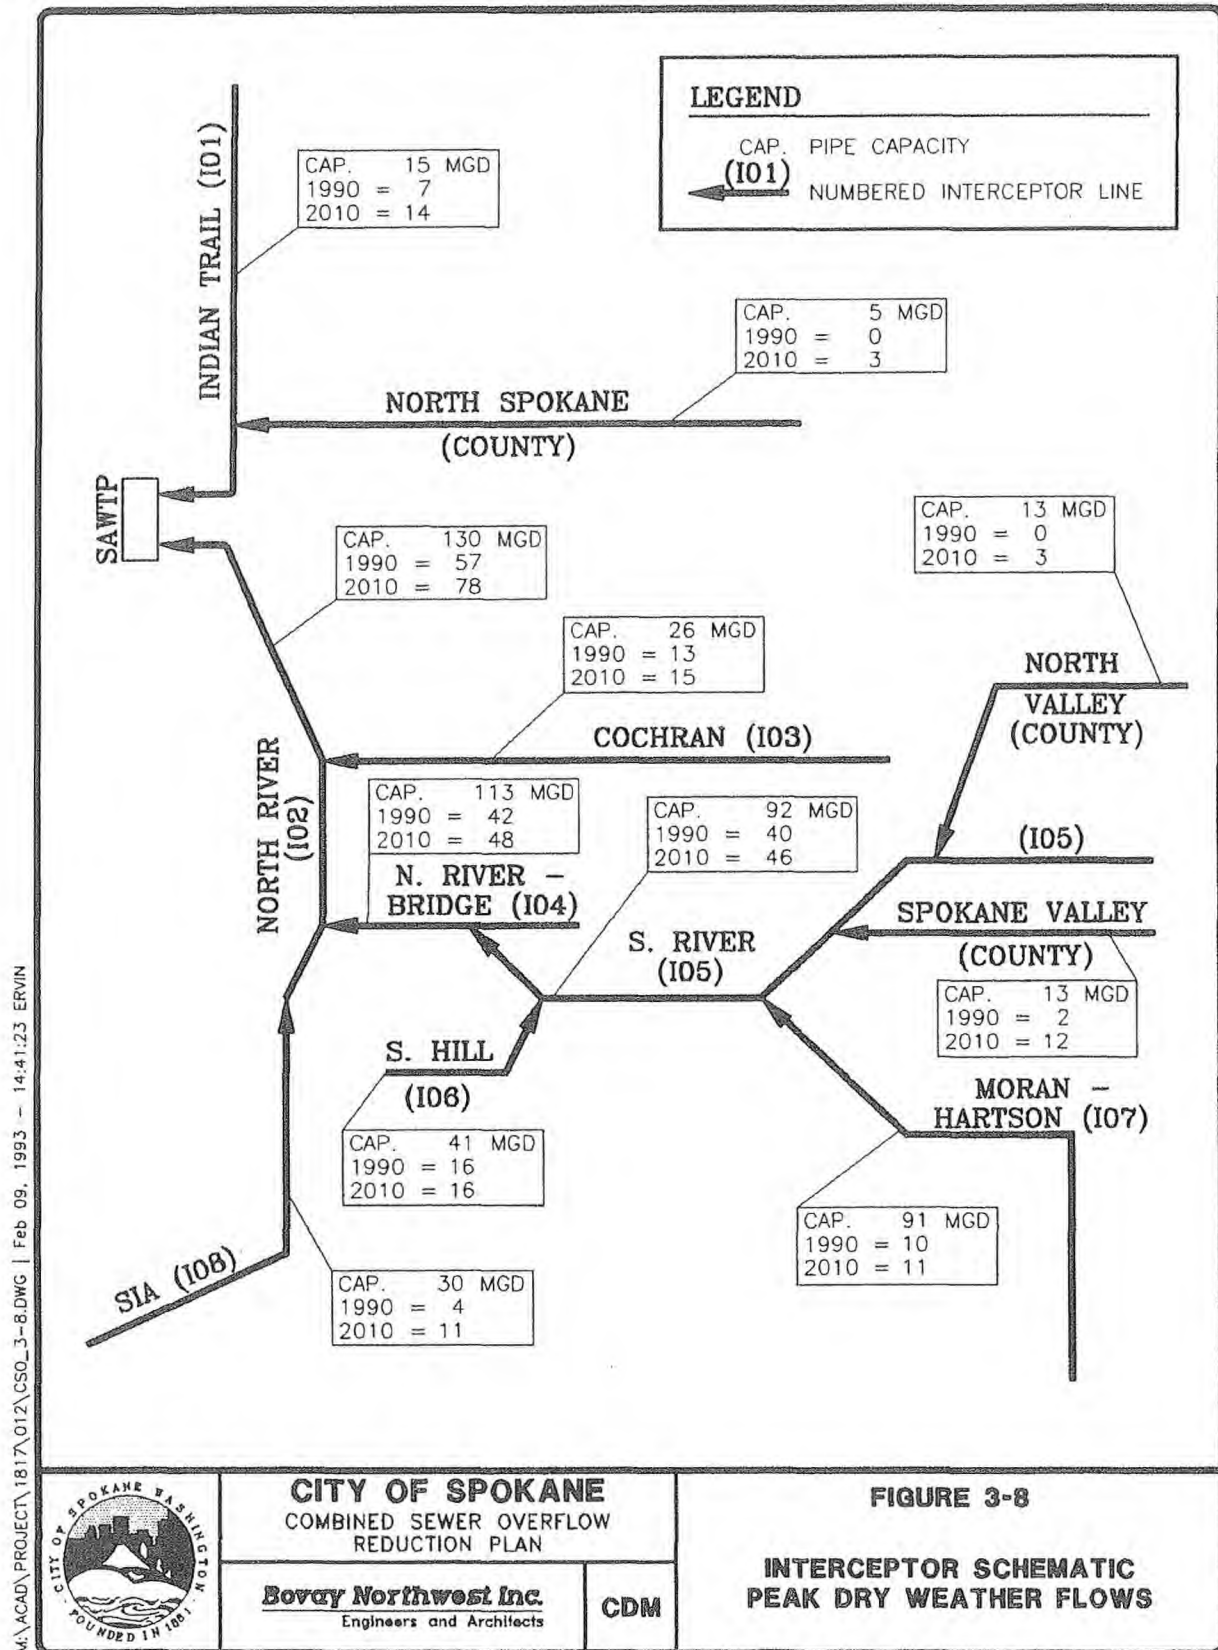 LEGEND
CAP. PIPE CAPACITY
(I01) NUMBERED INTERCEPTOR LINE
INDIAN TRAIL (I01)
CAP. 15 MGD
1990 = 7
2010 = 14
CAP. 5 MGD
1990 = 0
2010 = 3
NORTH SPOKANE
(COUNTY)
SAWTP
CAP. 130 MGD
1990 = 57
2010 = 78
CAP. 13 MGD
1990 = 0
2010 = 3
CAP. 26 MGD
1990 = 13
2010 = 15
NORTH
VALLEY
(COUNTY)
COCHRAN (I03)
NORTH RIVER
(I02)
CAP. 113 MGD
1990 = 42
2010 = 48
CAP. 92 MGD
1990 = 40
2010 = 46
N. RIVER -
BRIDGE (I04)
(I05)
SPOKANE VALLEY
(COUNTY)
S. RIVER
(I05)
CAP. 13 MGD
1990 = 2
2010 = 12
S. HILL
(I06)
MORAN -
HARTSON (I07)
CAP. 41 MGD
1990 = 16
2010 = 16
CAP. 91 MGD
1990 = 10
2010 = 11
SIA (I08)
CAP. 30 MGD
1990 = 4
2010 = 11
M:\ACAD\PROJECT\1817\012\CSO_3-8.DWG | Feb 09, 1993 - 14:41:23 ERVIN
CITY OF SPOKANE WASHINGTON
FOUNDED IN 1881
CITY OF SPOKANE
COMBINED SEWER OVERFLOW
REDUCTION PLAN
Bovay Northwest Inc.
Engineers and Architects
CDM
FIGURE 3-8
INTERCEPTOR SCHEMATIC
PEAK DRY WEATHER FLOWS